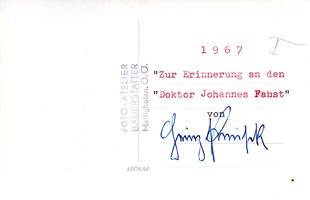 1967
"Zur Erinnerung an den
"Doktor Johannes Faust"
von
FOTO-ATELIER
BAUERSTATTER
Mattighofen, O.Ö.
LEONAR